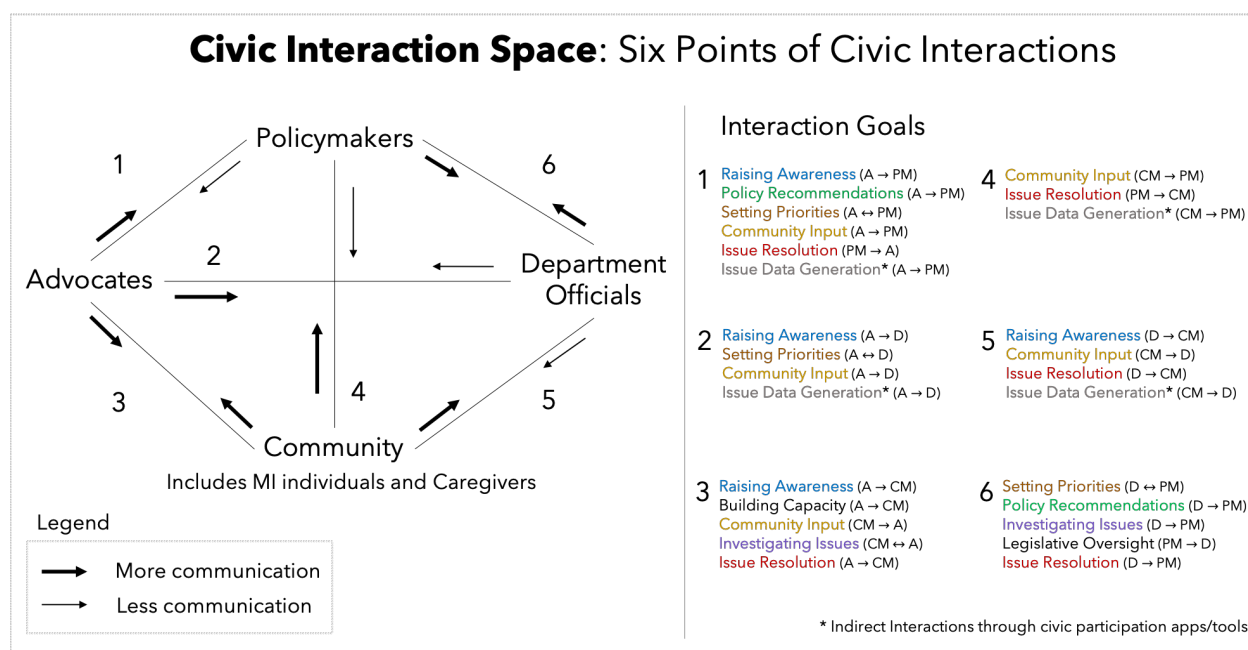 Civic Interaction Space: Six Points of Civic Interactions
Policymakers
1
6
2
Advocates
Department
Officials
3
4
5
Community
Includes MI individuals and Caregivers
Legend
More communication
Less communication
Interaction Goals
1
Raising Awareness (A → PM)
Policy Recommendations (A → PM)
Setting Priorities (A ↔ PM)
Community Input (A → PM)
Issue Resolution (PM → A)
Issue Data Generation* (A → PM)
4
Community Input (CM → PM)
Issue Resolution (PM → CM)
Issue Data Generation* (CM → PM)
2
Raising Awareness (A → D)
Setting Priorities (A ↔ D)
Community Input (A → D)
Issue Data Generation* (A → D)
5
Raising Awareness (D → CM)
Community Input (CM → D)
Issue Resolution (D → CM)
Issue Data Generation* (CM → D)
3
Raising Awareness (A → CM)
Building Capacity (A → CM)
Community Input (CM → A)
Investigating Issues (CM ↔ A)
Issue Resolution (A → CM)
6
Setting Priorities (D ↔ PM)
Policy Recommendations (D → PM)
Investigating Issues (D → PM)
Legislative Oversight (PM → D)
Issue Resolution (D → PM)
* Indirect Interactions through civic participation apps/tools